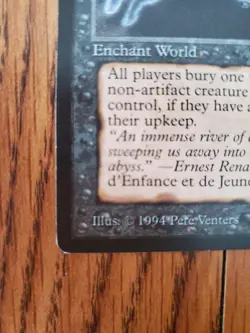 Enchant World
All players bury one
non-artifact creature
control, if they have a
their upkeep.
"An immense river of
sweeping us away into
abyss." —Ernest Rena
d'Enfance et de Jeune
Illus: © 1994 Pete Venters